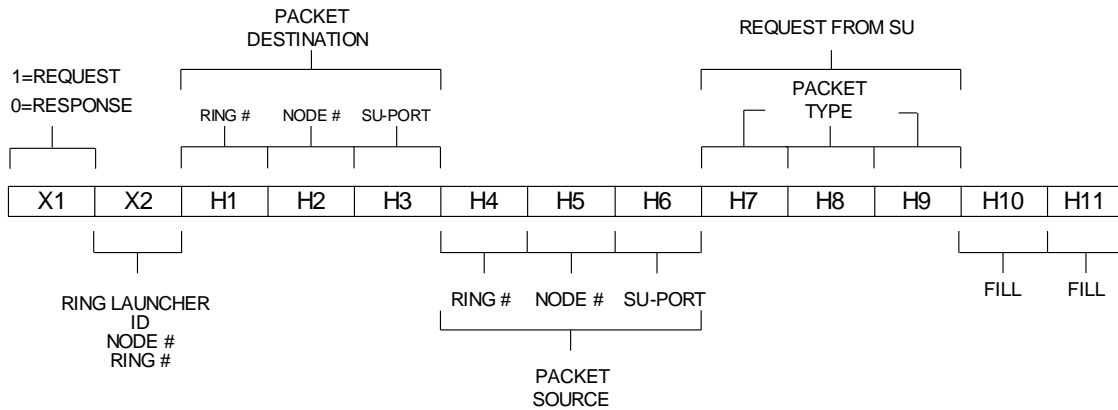 PACKET
DESTINATION
REQUEST FROM SU
1=REQUEST
0=RESPONSE
PACKET
TYPE
RING # NODE # SU-PORT
X1 X2 H1 H2 H3 H4 H5 H6 H7 H8 H9 H10 H11
RING LAUNCHER
ID
NODE #
RING #
RING # NODE # SU-PORT
FILL FILL
PACKET
SOURCE